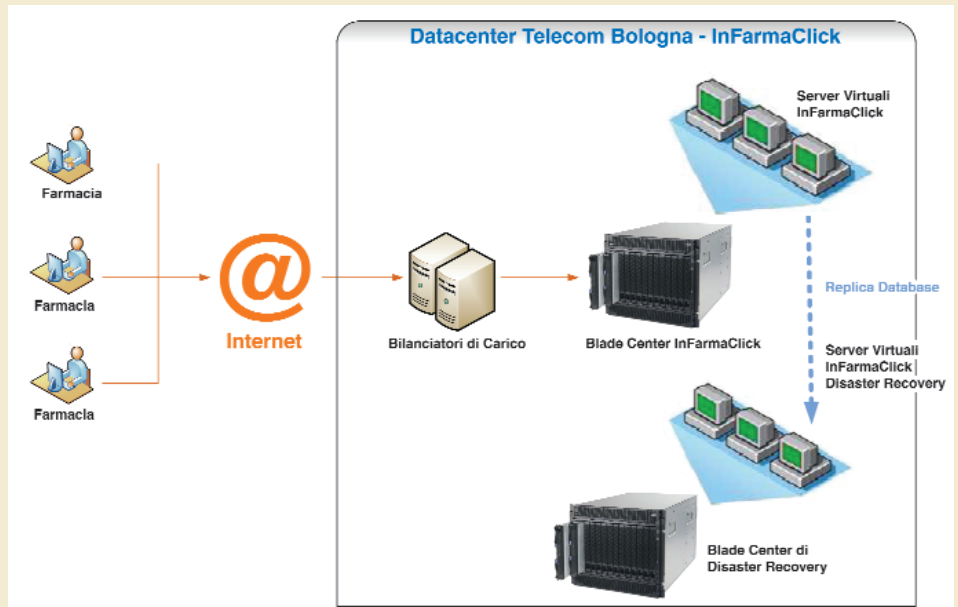 Datacenter Telecom Bologna - InFarmaClick
Server Virtuali
InFarmaClick
Farmacia
Farmacia
Farmacia
@
Internet
Bilanciatori di Carico
Blade Center InFarmaClick
Replica Database
Server Virtuali
InFarmaClick
Disaster Recovery
Blade Center di
Disaster Recovery